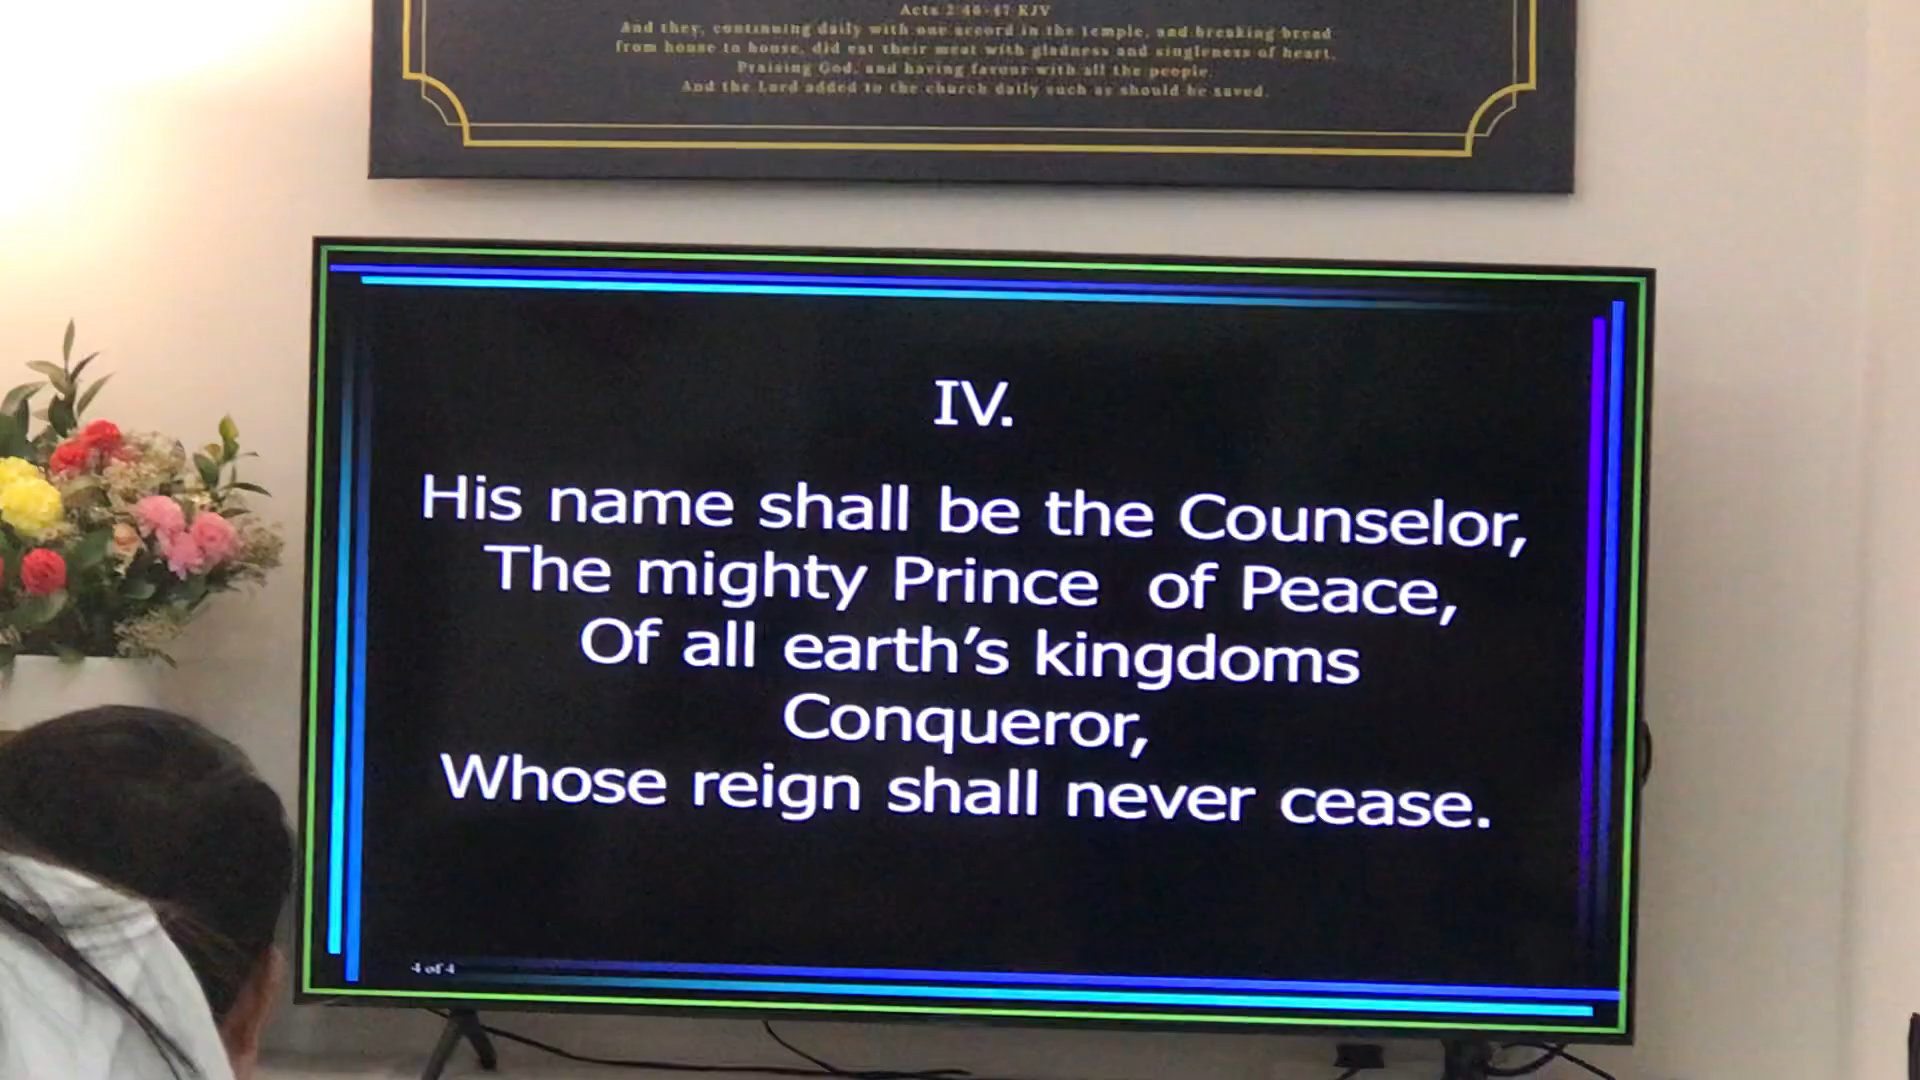 Acts 2:46-47 KJV
And they, continuing daily with one accord in the temple, and breaking bread
from house to house, did eat their meat with gladness and singleness of heart,
Praising God, and having favour with all the people.
And the Lord added to the church daily such as should be saved.
IV.
His name shall be the Counselor,
The mighty Prince of Peace,
Of all earth’s kingdoms
Conqueror,
Whose reign shall never cease.
4 of 4